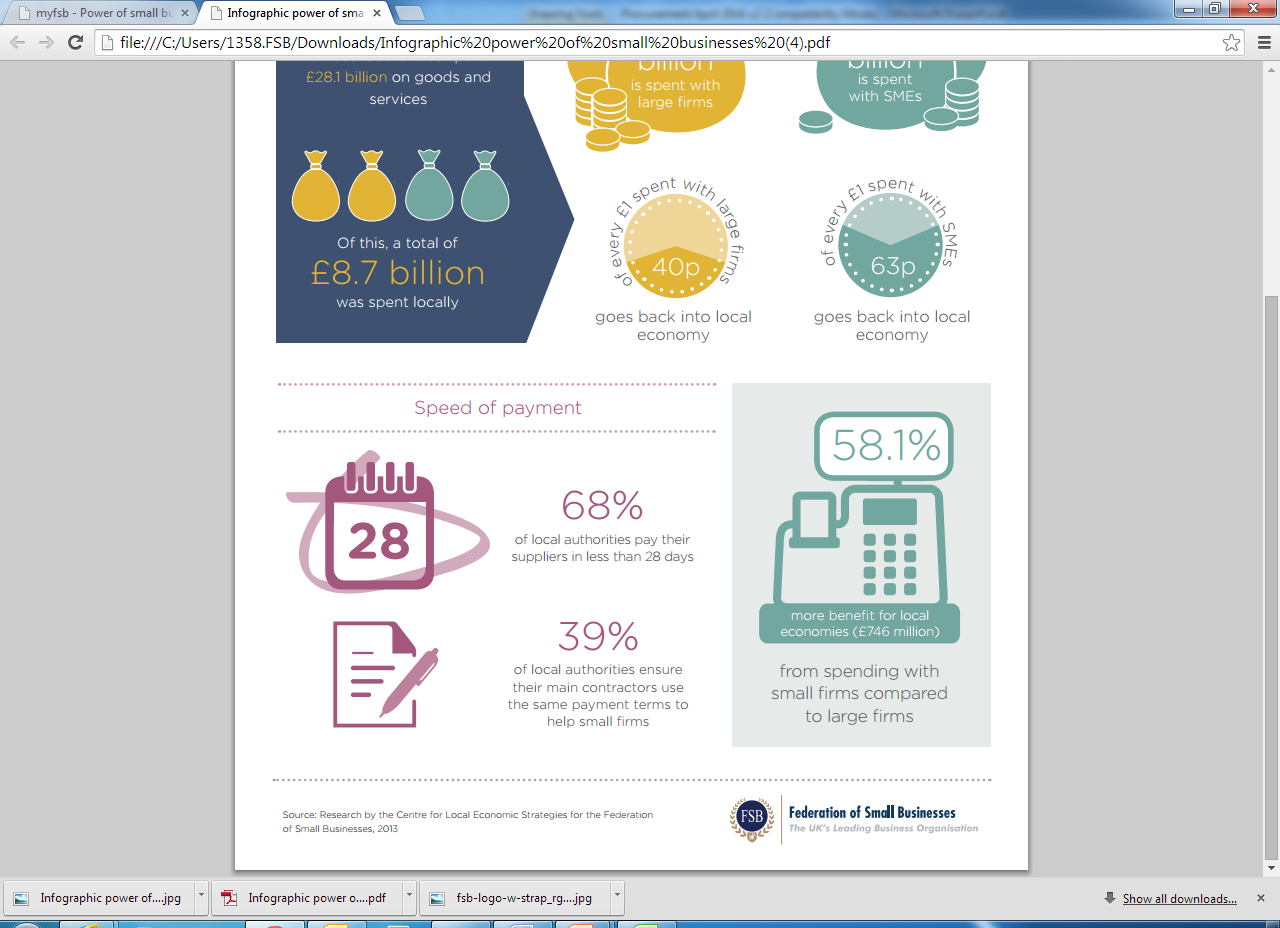 myfsb - Power of small bu
Infographic power of sma
file:///C:/Users/1358.FSB/Downloads/Infographic%20power%20of%20small%20businesses%20(4).pdf
£28.1 billion on goods and
services
Of this, a total of
£8.7 billion
was spent locally
billion
is spent with
large firms
billion
is spent
with SMEs
of every £1 spent with large firms
40p
goes back into local
economy
of every £1 spent with SMEs
63p
goes back into local
economy
Speed of payment
28
68%
of local authorities pay their
suppliers in less than 28 days
39%
of local authorities ensure
their main contractors use
the same payment terms to
help small firms
58.1%
more benefit for local
economies (£746 million)
from spending with
small firms compared
to large firms
Source: Research by the Centre for Local Economic Strategies for the Federation
of Small Businesses, 2013
FSB
Federation of Small Businesses
The UK's Leading Business Organisation
Infographic power of....jpg
Infographic power o....pdf
fsb-logo-w-strap_rg....jpg
Show all downloads...